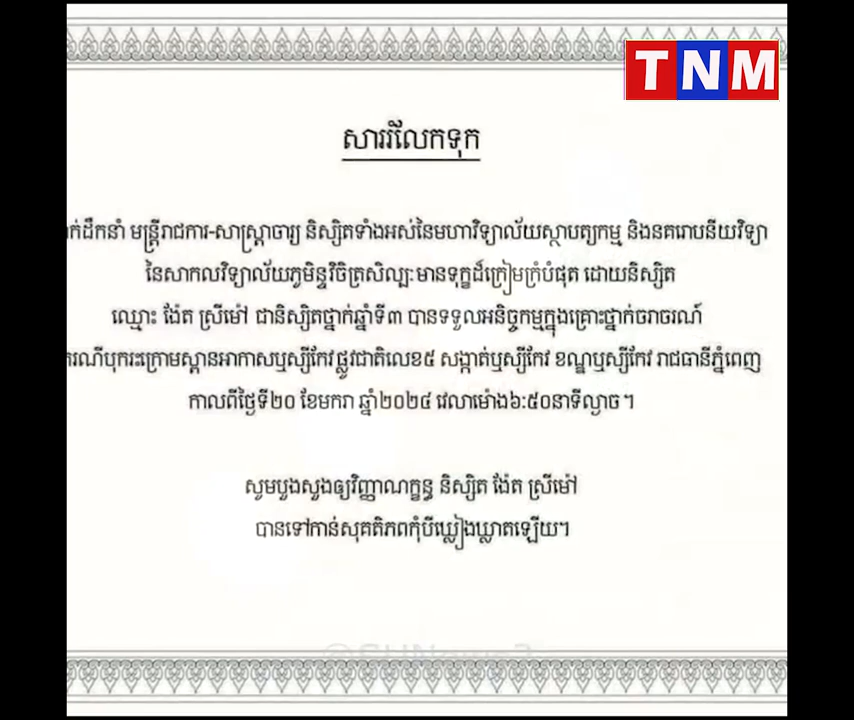 TNM
សាររំលែកទុក្ខ
ដឹកនាំ មន្ត្រីរាជការ-សាស្ត្រាចារ្យ និស្សិតទាំងអស់នៃមហាវិទ្យាល័យស្ថាបត្យកម្ម និងនគរោបនីយវិទ្យា
នៃសាកលវិទ្យាល័យភូមិន្ទវិចិត្រសិល្បៈមានទុក្ខដ៏ក្រៀមក្រំបំផុត ដោយនិស្សិត
ឈ្មោះ ង៉ែត ស្រីម៉ៅ ជានិស្សិតថ្នាក់ឆ្នាំទី៣ បានទទួលអនិច្ចកម្មក្នុងគ្រោះថ្នាក់ចរាចរណ៍
រណីបុករះក្រោមស្ពានអាកាសឬស្សីកែវផ្លូវជាតិលេខ៥ សង្កាត់ឬស្សីកែវ ខណ្ឌឬស្សីកែវ រាជធានីភ្នំពេញ
កាលពីថ្ងៃទី២០ ខែមករា ឆ្នាំ២០២៤ វេលាម៉ោង៦:៥០នាទីល្ងាច។
សូមបួងសួងឲ្យវិញ្ញាណក្ខន្ធ និស្សិត ង៉ែត ស្រីម៉ៅ
បានទៅកាន់សុគតិភពកុំបីឃ្លៀងឃ្លាតឡើយ។